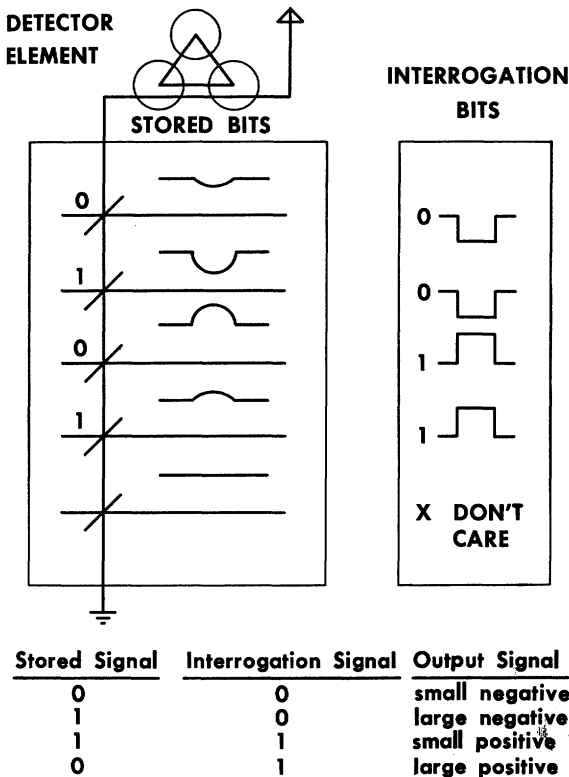 DETECTOR
ELEMENT
STORED BITS
INTERROGATION
BITS
0
1
0
1
0
0
1
1
X DON'T
CARE
Stored Signal Interrogation Signal Output Signal
0 0 small negative
1 0 large negative
1 1 small positive
0 1 large positive